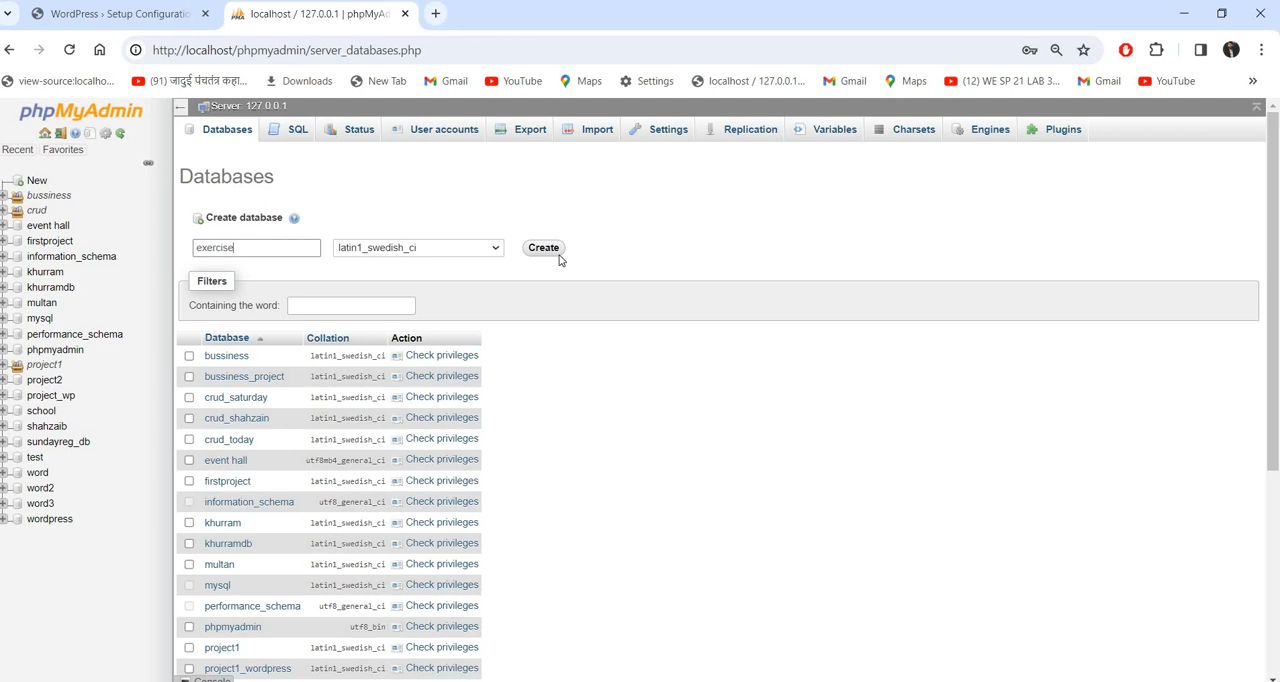 WordPress › Setup Configuratio
localhost / 127.0.0.1 | phpMyAd
http://localhost/phpmyadmin/server_databases.php
view-source:localho...
(91) जादुई पंचतंत्र कहा...
Downloads
New Tab
Gmail
YouTube
Maps
Settings
localhost / 127.0.0.1...
Gmail
Maps
(12) WE SP 21 LAB 3...
Gmail
YouTube
phpMyAdmin
Recent
Favorites
New
bussiness
crud
event hall
firstproject
information_schema
khurram
khurramdb
multan
mysql
performance_schema
phpmyadmin
project1
project2
project_wp
school
shahzaib
sundayreg_db
test
word
word2
word3
wordpress
Server: 127.0.0.1
Databases
SQL
Status
User accounts
Export
Import
Settings
Replication
Variables
Charsets
Engines
Plugins
Databases
Create database
exercise
latin1_swedish_ci
Create
Filters
Containing the word:
Database Collation Action
bussiness latin1_swedish_ci Check privileges
bussiness_project latin1_swedish_ci Check privileges
crud_saturday latin1_swedish_ci Check privileges
crud_shahzain latin1_swedish_ci Check privileges
crud_today latin1_swedish_ci Check privileges
event hall utf8mb4_general_ci Check privileges
firstproject latin1_swedish_ci Check privileges
information_schema utf8_general_ci Check privileges
khurram latin1_swedish_ci Check privileges
khurramdb latin1_swedish_ci Check privileges
multan latin1_swedish_ci Check privileges
mysql latin1_swedish_ci Check privileges
performance_schema utf8_general_ci Check privileges
phpmyadmin utf8_bin Check privileges
project1 latin1_swedish_ci Check privileges
project1_wordpress latin1_swedish_ci Check privileges
Console